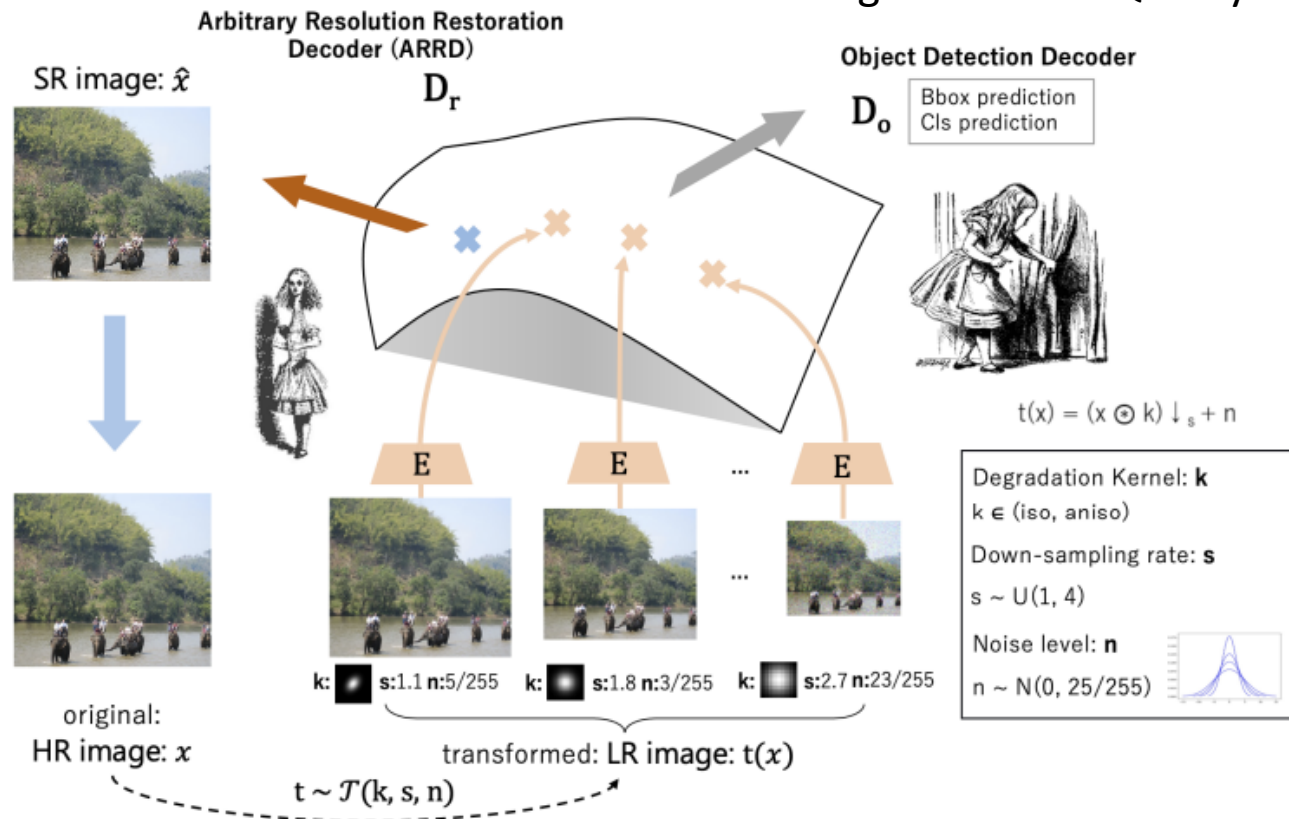 Arbitrary Resolution Restoration
Decoder (ARRD)
Object Detection Decoder
SR image: x̂
D_r
D_o
Bbox prediction
Cls prediction
t(x) = (x ⊛ k) ↓ s + n
E
E
...
E
Degradation Kernel: k
k ∈ (iso, aniso)
Down-sampling rate: s
s ~ U(1, 4)
Noise level: n
n ~ N(0, 25/255)
...
k: s:1.1 n:5/255
k: s:1.8 n:3/255
k: s:2.7 n:23/255
original:
HR image: x
transformed: LR image: t(x)
t ~ 𝒯(k, s, n)